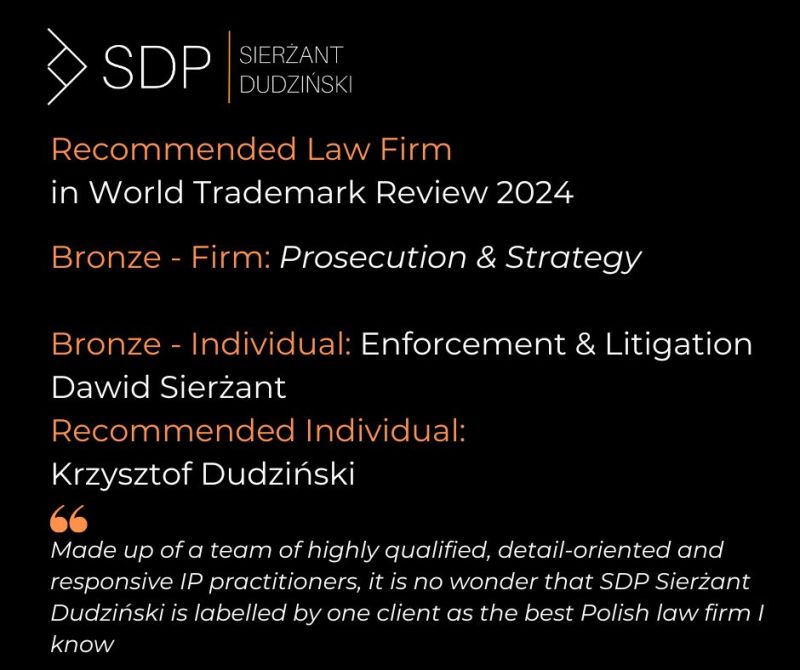 SDP
SIERŻANT
DUDZIŃSKI
Recommended Law Firm
in World Trademark Review 2024
Bronze - Firm: Prosecution & Strategy
Bronze - Individual: Enforcement & Litigation
Dawid Sierżant
Recommended Individual:
Krzysztof Dudziński
“
Made up of a team of highly qualified, detail-oriented and
responsive IP practitioners, it is no wonder that SDP Sierżant
Dudziński is labelled by one client as the best Polish law firm I
know